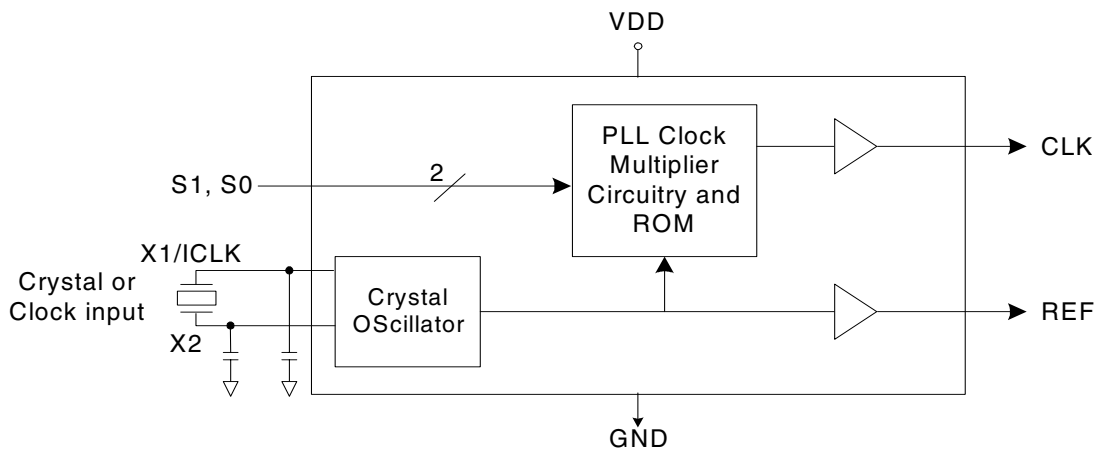 VDD
PLL Clock
Multiplier
Circuitry and
ROM
CLK
S1, S0
2
X1/ICLK
Crystal or
Clock input
X2
Crystal
OScillator
REF
GND